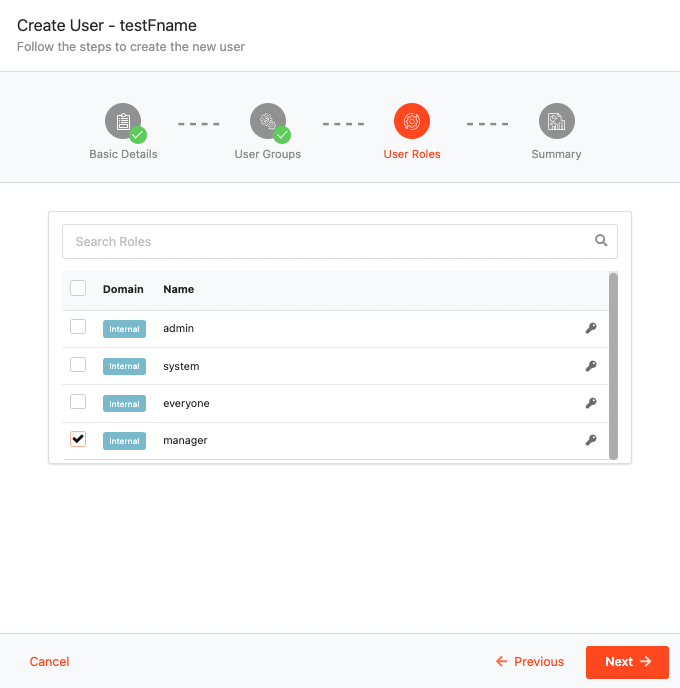 Create User - testFname
Follow the steps to create the new user
Basic Details
User Groups
User Roles
Summary
Search Roles
Domain Name
Internal admin
Internal system
Internal everyone
Internal manager
Cancel
Previous
Next